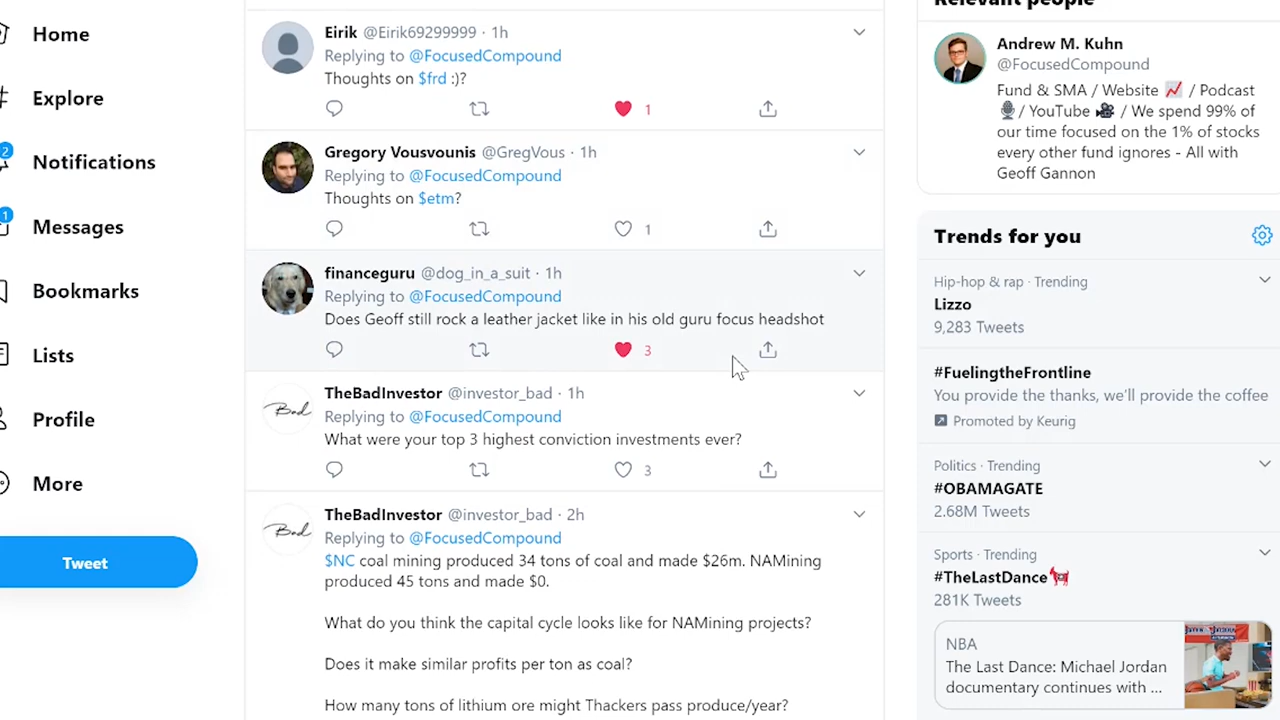 Home
Explore
2
Notifications
1
Messages
Bookmarks
Lists
Profile
More
Tweet
Eirik @Eirik69299999 · 1h
Replying to @FocusedCompound
Thoughts on $frd :)?
1
Gregory Vousvounis @GregVous · 1h
Replying to @FocusedCompound
Thoughts on $etm?
1
financeguru @dog_in_a_suit · 1h
Replying to @FocusedCompound
Does Geoff still rock a leather jacket like in his old guru focus headshot
3
Bad
TheBadInvestor @investor_bad · 1h
Replying to @FocusedCompound
What were your top 3 highest conviction investments ever?
3
Bad
TheBadInvestor @investor_bad · 2h
Replying to @FocusedCompound
$NC coal mining produced 34 tons of coal and made $26m. NAMining
produced 45 tons and made $0.
What do you think the capital cycle looks like for NAMining projects?
Does it make similar profits per ton as coal?
How many tons of lithium ore might Thackers pass produce/year?
Relevant people
Andrew M. Kuhn
@FocusedCompound
Fund & SMA / Website 📈 / Podcast
🎙/ YouTube 🎥 / We spend 99% of
our time focused on the 1% of stocks
every other fund ignores - All with
Geoff Gannon
Trends for you
Hip-hop & rap · Trending
Lizzo
9,283 Tweets
#FuelingtheFrontline
You provide the thanks, we'll provide the coffee
Promoted by Keurig
Politics · Trending
#OBAMAGATE
2.68M Tweets
Sports · Trending
#TheLastDance
281K Tweets
NBA
The Last Dance: Michael Jordan
documentary continues with ...